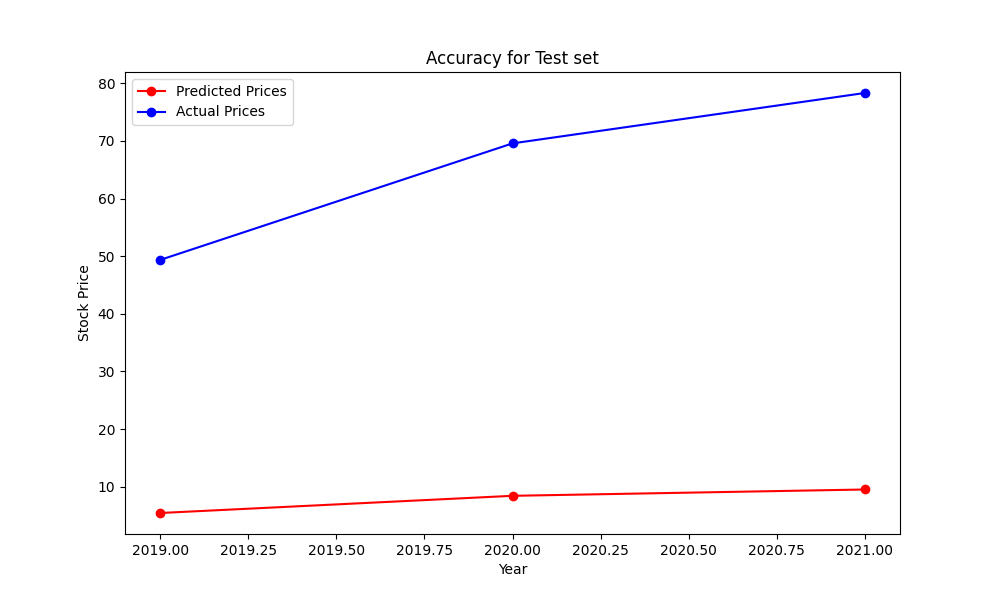 Accuracy for Test set
Predicted Prices
Actual Prices
80
70
60
50
40
30
20
10
Stock Price
2019.00 2019.25 2019.50 2019.75 2020.00 2020.25 2020.50 2020.75 2021.00
Year